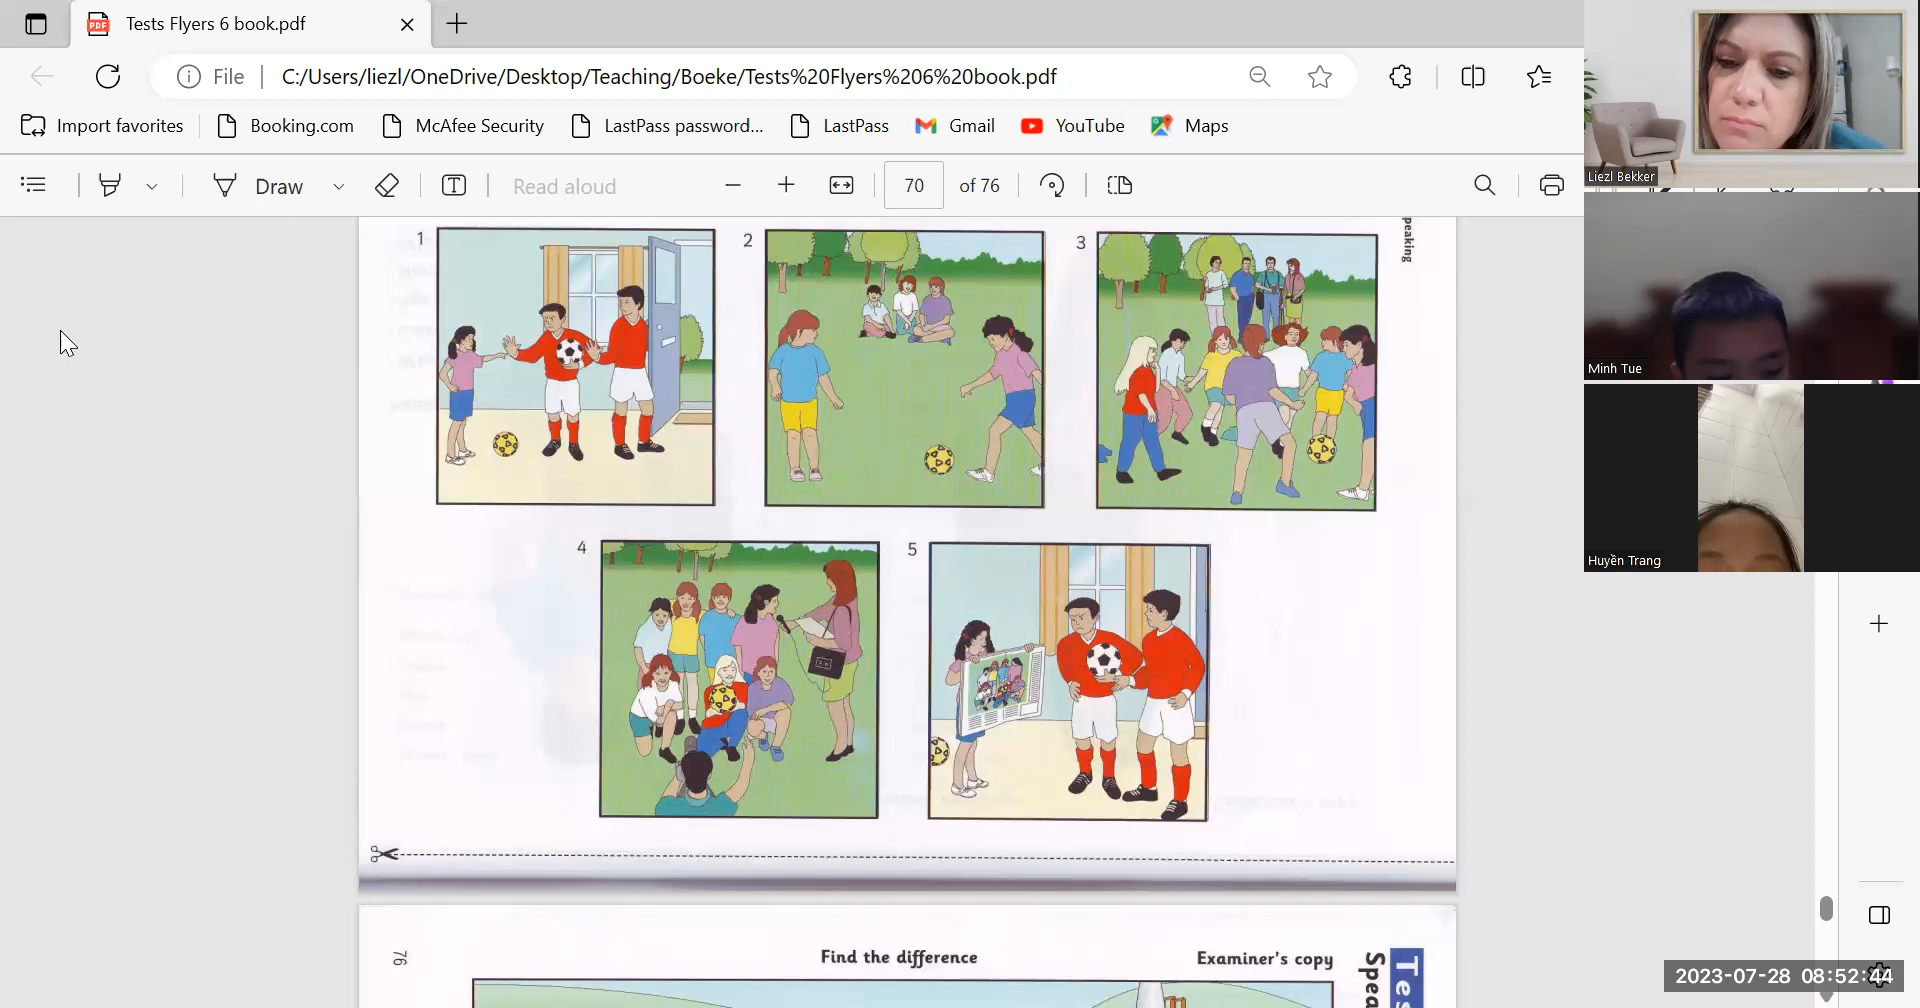 Tests Flyers 6 book.pdf
File
C:/Users/liezl/OneDrive/Desktop/Teaching/Boeke/Tests%20Flyers%206%20book.pdf
Import favorites
Booking.com
McAfee Security
LastPass password...
LastPass
Gmail
YouTube
Maps
Draw
Read aloud
70
of 76
Liezl Bekker
Minh Tue
Huyền Trang
peaking
1
2
3
4
5
76
Find the difference
Examiner's copy
Tes
Spea
2023-07-28 08:52:44